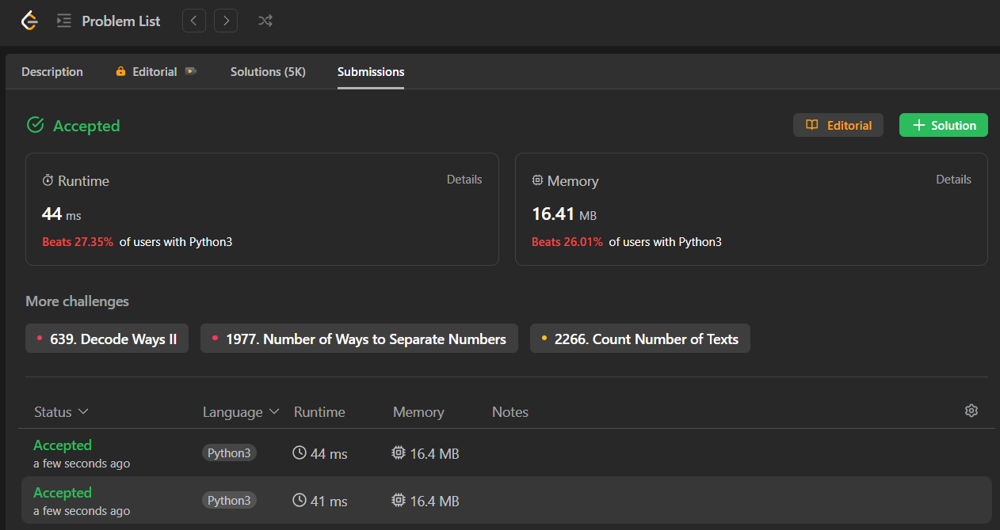 Problem List
Description Editorial Solutions (5K) Submissions
Accepted Editorial Solution
Runtime Details
44 ms
Beats 27.35% of users with Python3
Memory Details
16.41 MB
Beats 26.01% of users with Python3
More challenges
639. Decode Ways II 1977. Number of Ways to Separate Numbers 2266. Count Number of Texts
Status Language Runtime Memory Notes
Accepted
a few seconds ago
Python3 44 ms 16.4 MB
Accepted
a few seconds ago
Python3 41 ms 16.4 MB